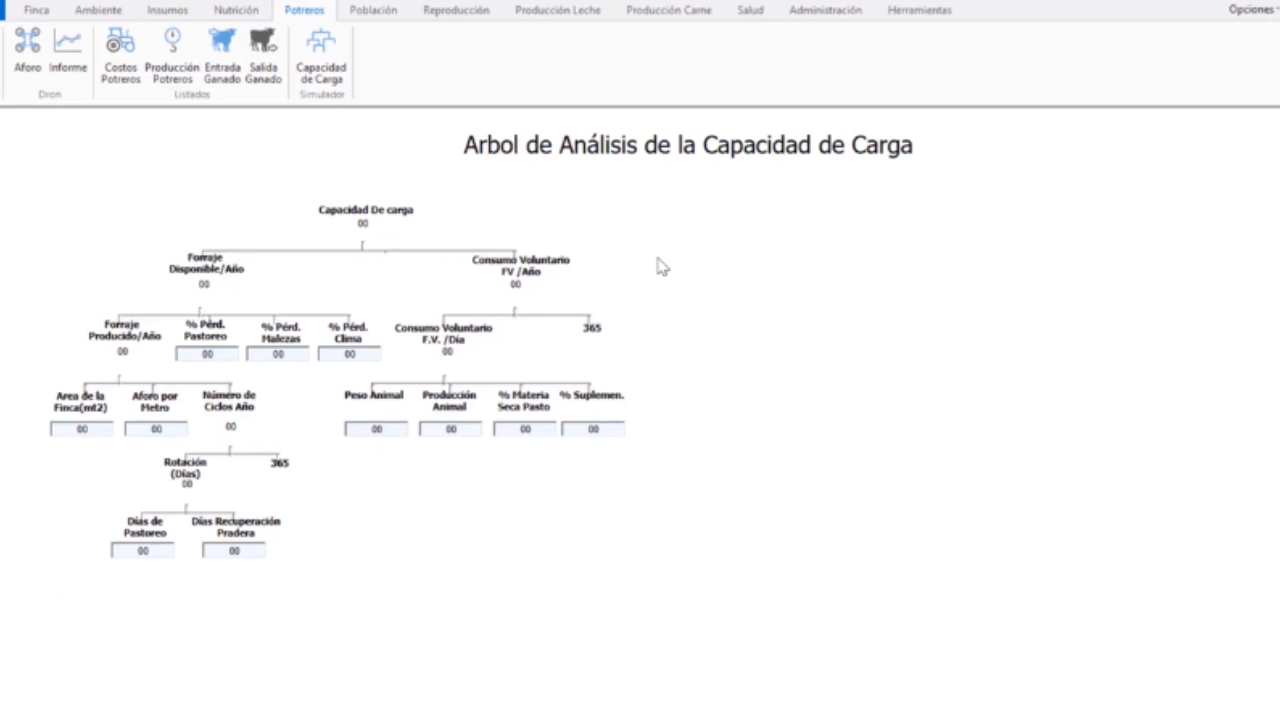 Finca Ambiente Insumos Nutrición Potreros Población Reproducción Producción Leche Producción Carne Salud Administración Herramientas Opciones
Aforo Informe Costos Potreros Producción Potreros Entrada Ganado Salida Ganado Capacidad de Carga
Dron Listados Simulador
Arbol de Análisis de la Capacidad de Carga
Capacidad De carga
00
Forraje
Disponible/Año
00
Consumo Voluntario
FV /Año
00
Forraje
Producido/Año
00
% Pérd.
Pastoreo
00
% Pérd.
Malezas
00
% Pérd.
Clima
00
Consumo Voluntario
F.V. /Día
00
365
Area de la
Finca(mt2)
00
Aforo por
Metro
00
Número de
Ciclos Año
00
Peso Animal
00
Producción
Animal
00
% Materia
Seca Pasto
00
% Suplemen.
00
Rotación
(Días)
00
365
Días de
Pastoreo
00
Días Recuperación
Pradera
00